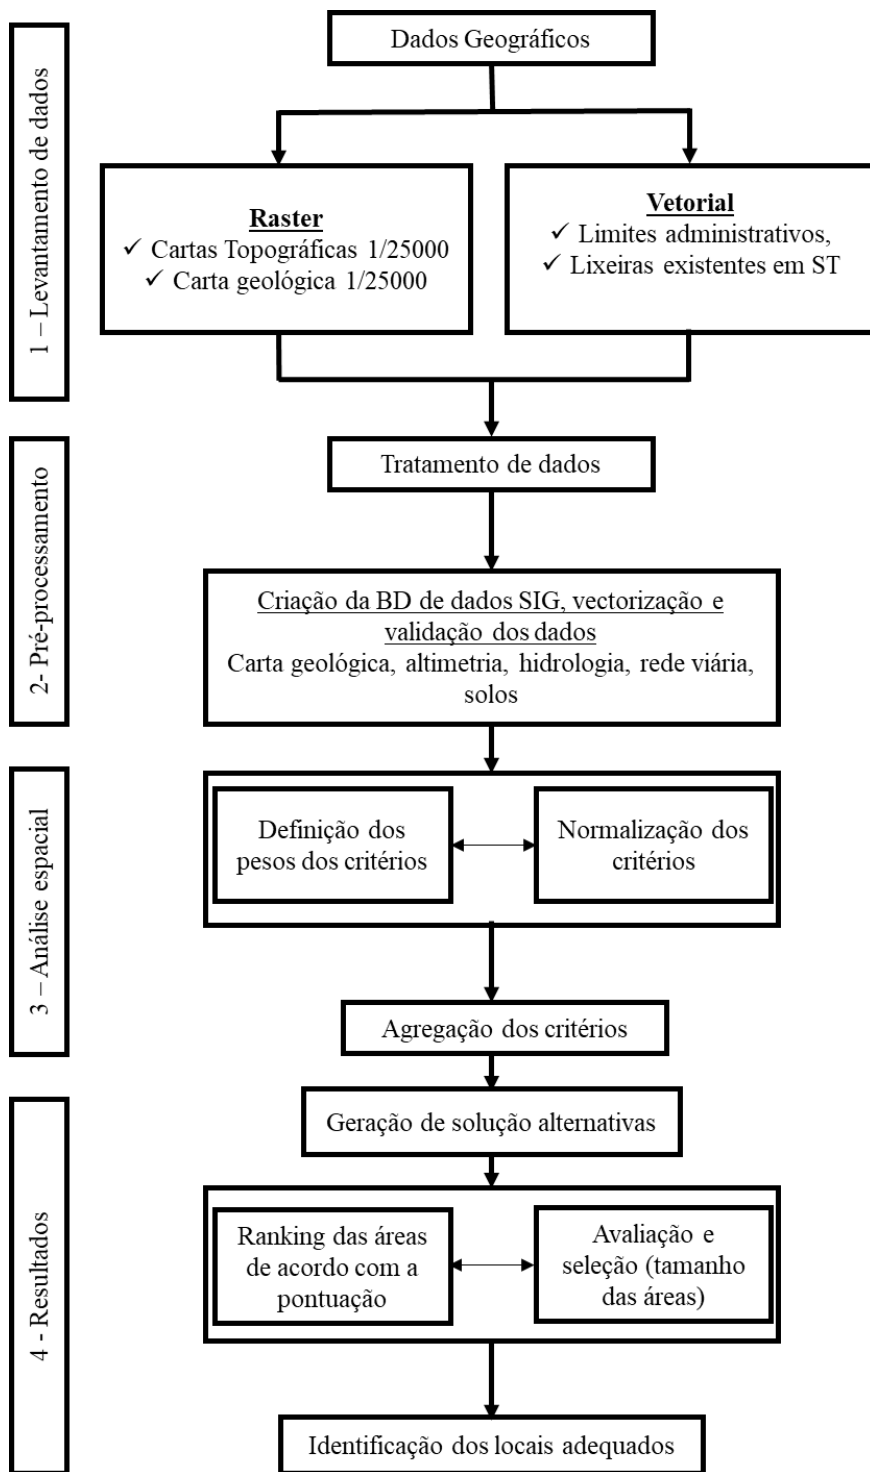 1 – Levantamento de dados
Dados Geográficos
Raster
✓ Cartas Topográficas 1/25000
✓ Carta geológica 1/25000
Vetorial
✓ Limites administrativos,
✓ Lixeiras existentes em ST
2- Pré-processamento
Tratamento de dados
Criação da BD de dados SIG, vectorização e
validação dos dados
Carta geológica, altimetria, hidrologia, rede viária,
solos
3 – Análise espacial
Definição dos
pesos dos critérios
Normalização dos
critérios
Agregação dos critérios
4 - Resultados
Geração de solução alternativas
Ranking das áreas
de acordo com a
pontuação
Avaliação e
seleção (tamanho
das áreas)
Identificação dos locais adequados